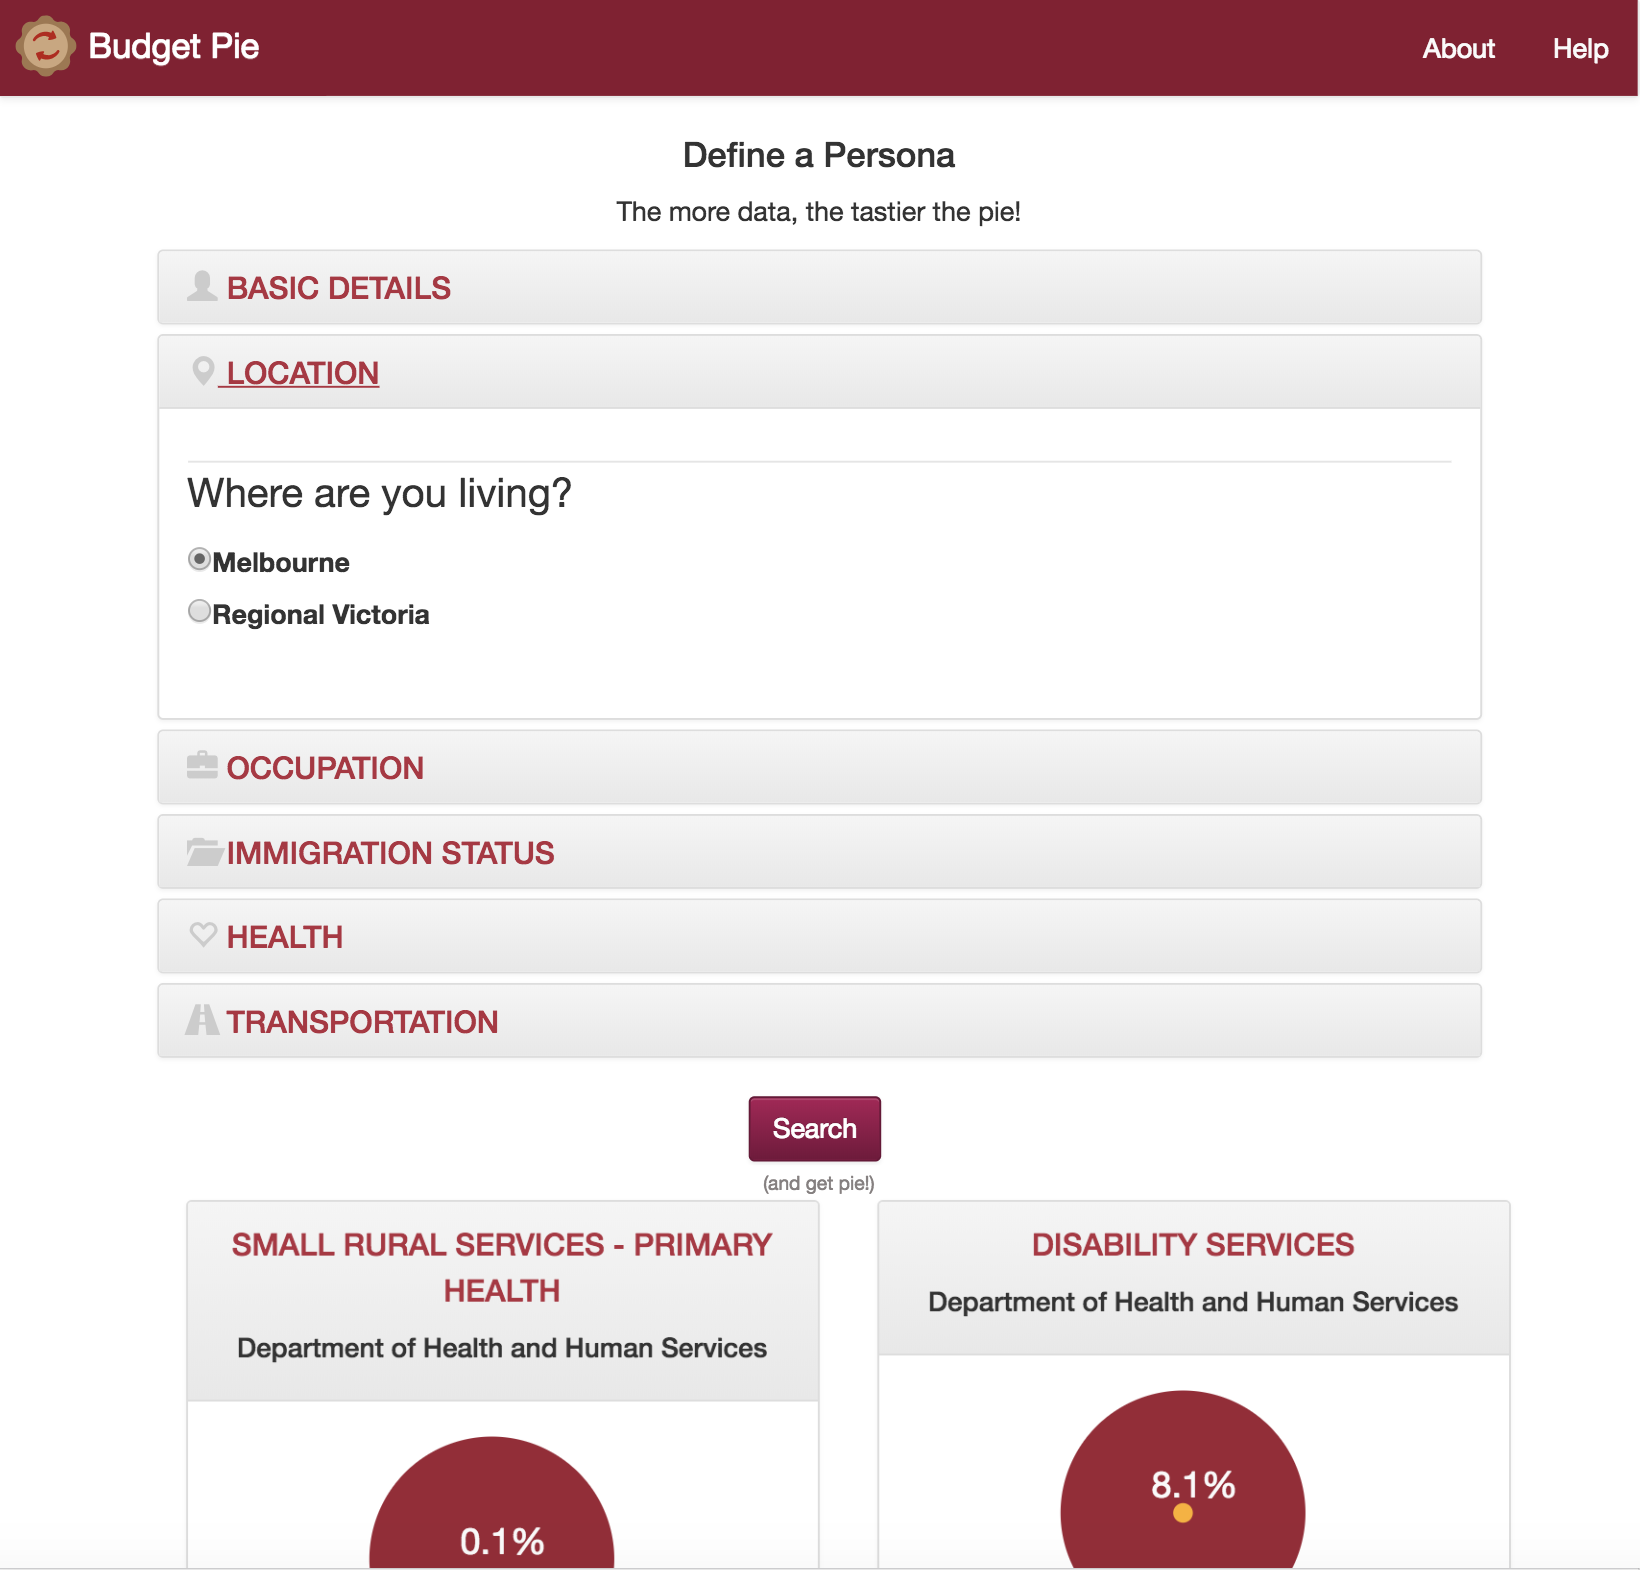 Budget Pie
About
Help
Define a Persona
The more data, the tastier the pie!
BASIC DETAILS
LOCATION
Where are you living?
Melbourne
Regional Victoria
OCCUPATION
IMMIGRATION STATUS
HEALTH
TRANSPORTATION
Search
(and get pie!)
SMALL RURAL SERVICES - PRIMARY
HEALTH
Department of Health and Human Services
0.1%
DISABILITY SERVICES
Department of Health and Human Services
8.1%